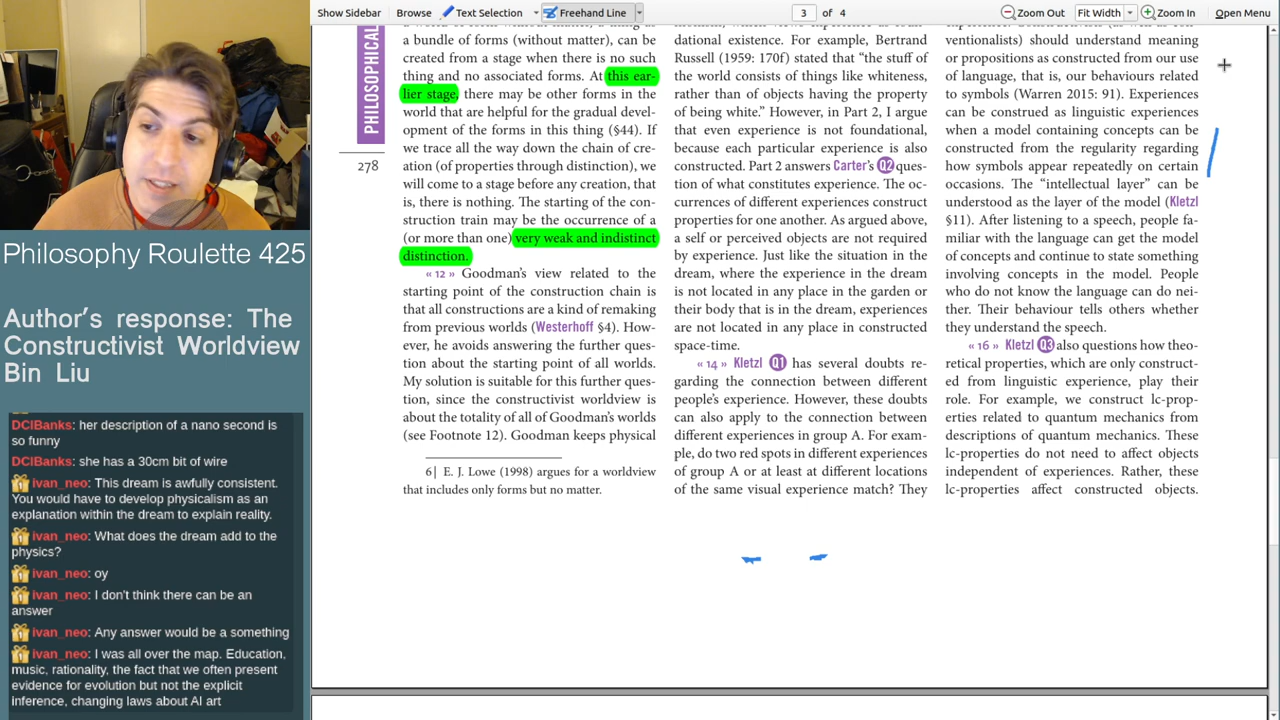 Show Sidebar
Browse
Text Selection
Freehand Line
3 of 4
Zoom Out
Fit Width
Zoom In
Open Menu
PHILOSOPHICAL
278
a bundle of forms (without matter), can be
created from a stage when there is no such
thing and no associated forms. At this ear-
lier stage, there may be other forms in the
world that are helpful for the gradual devel-
opment of the forms in this thing (§44). If
we trace all the way down the chain of cre-
ation (of properties through distinction), we
will come to a stage before any creation, that
is, there is nothing. The starting of the con-
struction train may be the occurrence of a
(or more than one) very weak and indistinct
distinction.
« 12 » Goodman's view related to the
starting point of the construction chain is
that all constructions are a kind of remaking
from previous worlds (Westerhoff §4). How-
ever, he avoids answering the further ques-
tion about the starting point of all worlds.
My solution is suitable for this further ques-
tion, since the constructivist worldview is
about the totality of all of Goodman's worlds
(see Footnote 12). Goodman keeps physical
6| E. J. Lowe (1998) argues for a worldview
that includes only forms but no matter.
dational existence. For example, Bertrand
Russell (1959: 170f) stated that "the stuff of
the world consists of things like whiteness,
rather than of objects having the property
of being white." However, in Part 2, I argue
that even experience is not foundational,
because each particular experience is also
constructed. Part 2 answers Carter's Q2 ques-
tion of what constitutes experience. The oc-
currences of different experiences construct
properties for one another. As argued above,
a self or perceived objects are not required
by experience. Just like the situation in the
dream, where the experience in the dream
is not located in any place in the garden or
their body that is in the dream, experiences
are not located in any place in constructed
space-time.
« 14 » Kletzl Q1 has several doubts re-
garding the connection between different
people's experience. However, these doubts
can also apply to the connection between
different experiences in group A. For exam-
ple, do two red spots in different experiences
of group A or at least at different locations
of the same visual experience match? They
ventionalists) should understand meaning
or propositions as constructed from our use
of language, that is, our behaviours related
to symbols (Warren 2015: 91). Experiences
can be construed as linguistic experiences
when a model containing concepts can be
constructed from the regularity regarding
how symbols appear repeatedly on certain
occasions. The "intellectual layer" can be
understood as the layer of the model (Kletzl
§11). After listening to a speech, people fa-
miliar with the language can get the model
of concepts and continue to state something
involving concepts in the model. People
who do not know the language can do nei-
ther. Their behaviour tells others whether
they understand the speech.
« 16 » Kletzl Q3 also questions how theo-
retical properties, which are only construct-
ed from linguistic experience, play their
role. For example, we construct lc-prop-
erties related to quantum mechanics from
descriptions of quantum mechanics. These
lc-properties do not need to affect objects
independent of experiences. Rather, these
lc-properties affect constructed objects.
Philosophy Roulette 425
Author's response: The
Constructivist Worldview
Bin Liu
DCIBanks: her description of a nano second is
so funny
DCIBanks: she has a 30cm bit of wire
ivan_neo: This dream is awfully consistent.
You would have to develop physicalism as an
explanation within the dream to explain reality.
ivan_neo: What does the dream add to the
physics?
ivan_neo: oy
ivan_neo: I don't think there can be an
answer
ivan_neo: Any answer would be a something
ivan_neo: I was all over the map. Education,
music, rationality, the fact that we often present
evidence for evolution but not the explicit
inference, changing laws about AI art